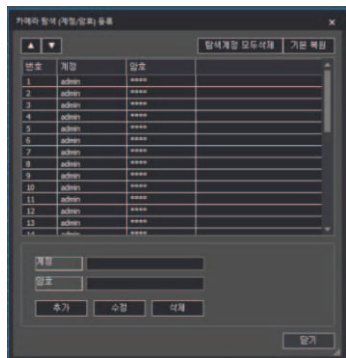 카메라 탐색 (계정/암호) 등록
탐색계정 모두삭제 기본 복원
번호 계정 암호
1 admin ****
2 admin ****
3 admin ****
4 admin ****
5 admin ****
6 admin ****
7 admin ****
8 admin ****
9 admin ****
10 admin ****
11 admin ****
12 admin ****
13 admin ****
14 admin ****
계정
암호
추가 수정 삭제
닫기